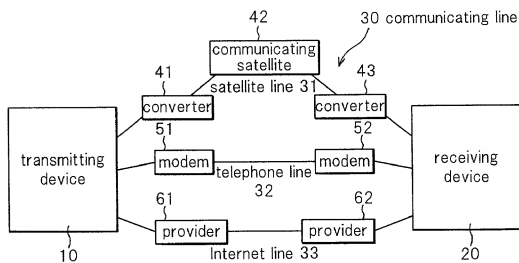 42
30 communicating line
communicating
satellite
41
satellite line 31
43
converter
converter
51
52
transmitting
device
modem
modem
receiving
device
telephone
line
32
61
62
provider
provider
10
Internet line 33
20